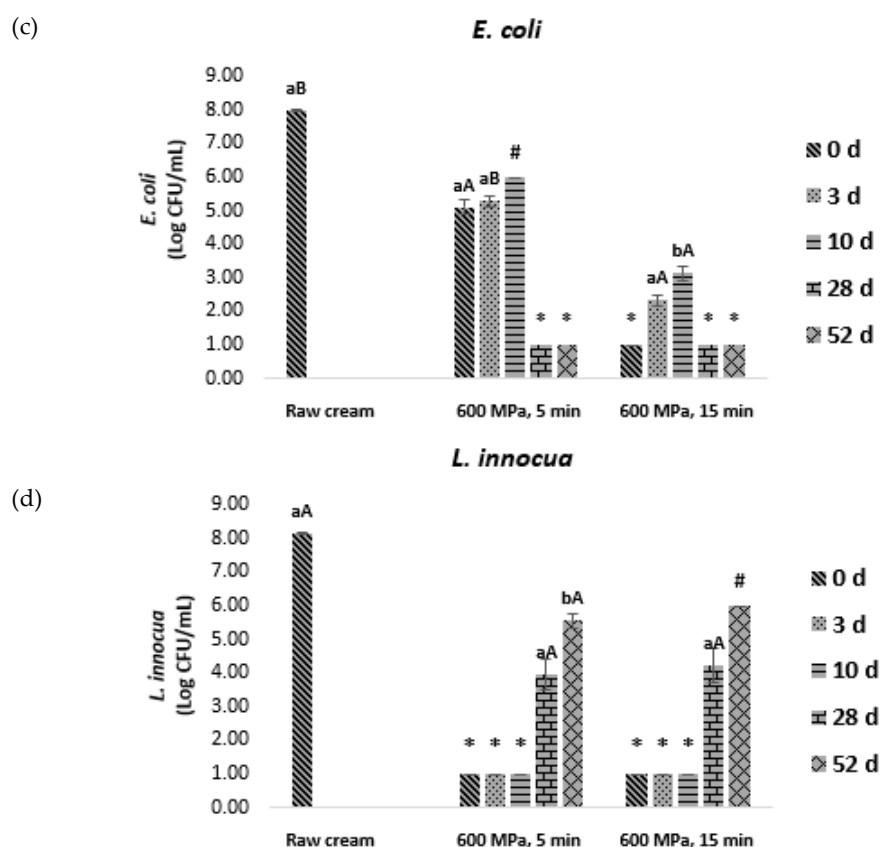 (c)
E. coli
E. coli
(Log CFU/mL)
9.00
8.00
7.00
6.00
5.00
4.00
3.00
2.00
1.00
0.00
aB
aA
aB
#
*
*
*
aA
bA
*
*
Raw cream
600 MPa, 5 min
600 MPa, 15 min
0 d
3 d
10 d
28 d
52 d
(d)
L. innocua
L. innocua
(Log CFU/mL)
9.00
8.00
7.00
6.00
5.00
4.00
3.00
2.00
1.00
0.00
aA
*
*
*
aA
bA
*
*
*
aA
#
Raw cream
600 MPa, 5 min
600 MPa, 15 min
0 d
3 d
10 d
28 d
52 d